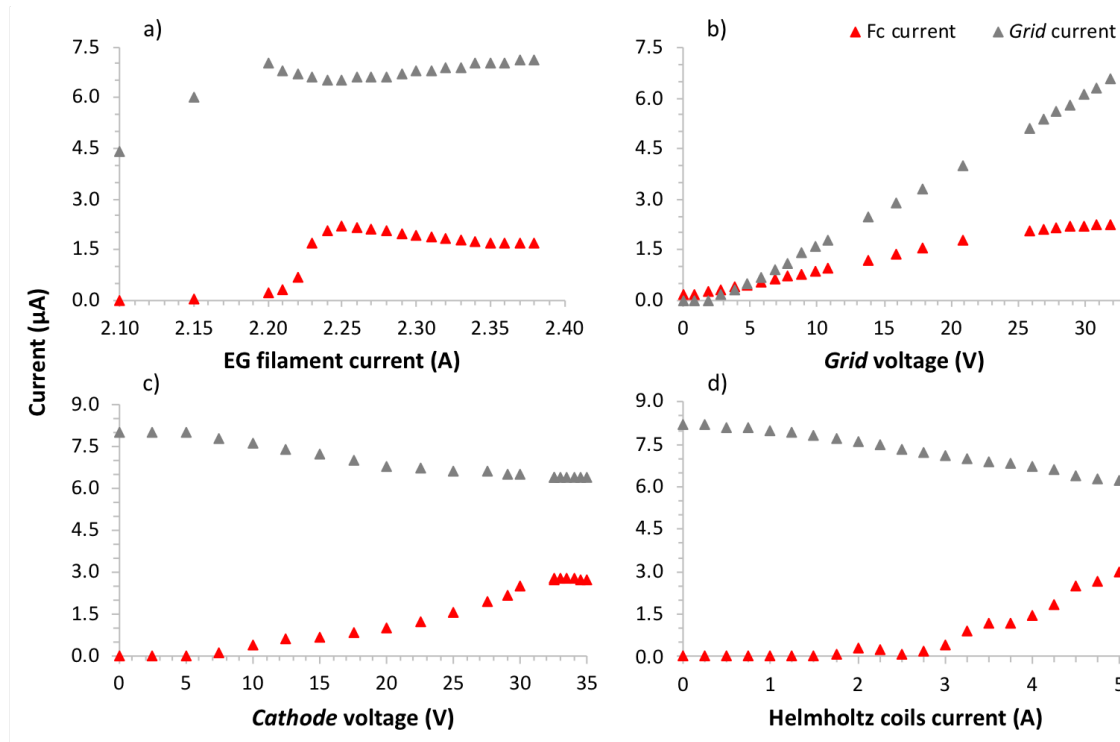 a)
7.5
6.0
4.5
3.0
1.5
0.0
2.10 2.15 2.20 2.25 2.30 2.35 2.40
EG filament current (A)
b)
Fc current
Grid current
7.5
6.0
4.5
3.0
1.5
0.0
0 5 10 15 20 25 30
Grid voltage (V)
Current (µA)
c)
9.0
7.5
6.0
4.5
3.0
1.5
0.0
0 5 10 15 20 25 30 35
Cathode voltage (V)
d)
9.0
7.5
6.0
4.5
3.0
1.5
0.0
0 1 2 3 4 5
Helmholtz coils current (A)